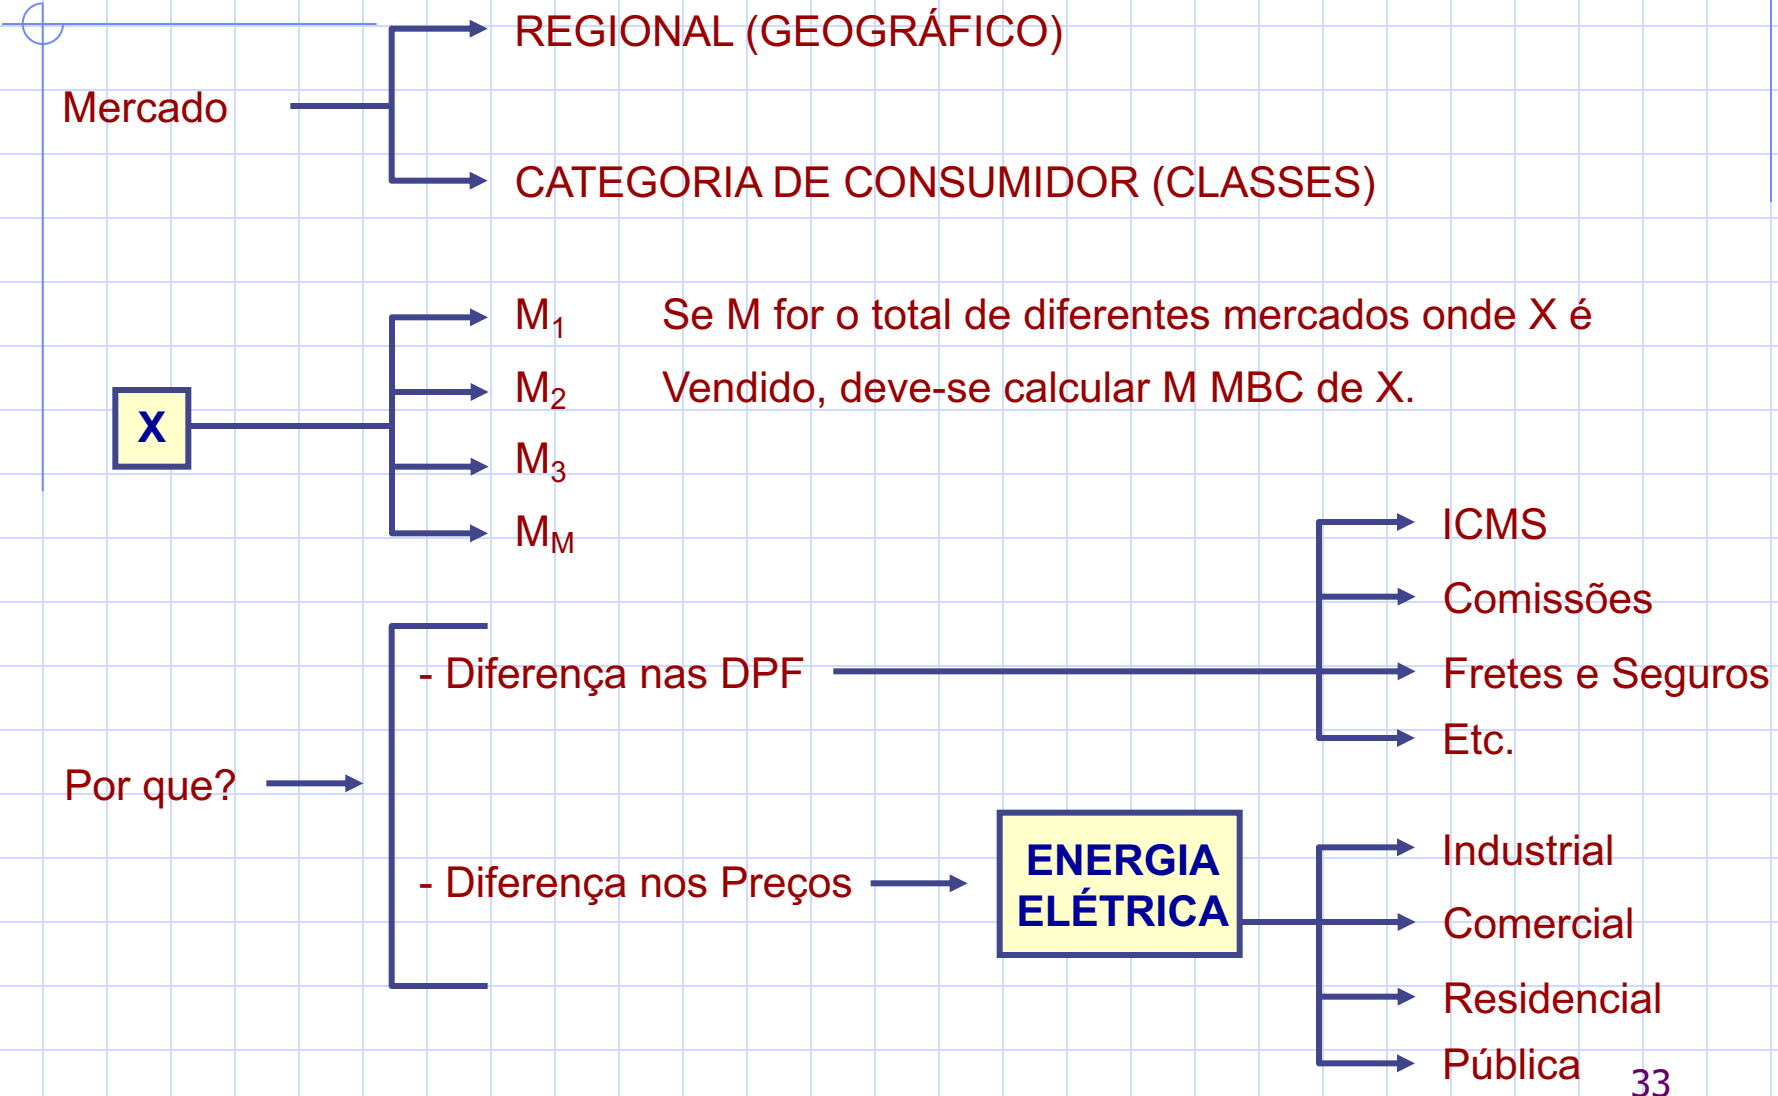 REGIONAL (GEOGRÁFICO)
Mercado
CATEGORIA DE CONSUMIDOR (CLASSES)
M1 Se M for o total de diferentes mercados onde X é
M2 Vendido, deve-se calcular M MBC de X.
X
M3
MM
ICMS
Comissões
- Diferença nas DPF
Fretes e Seguros
Etc.
Por que?
- Diferença nos Preços
ENERGIA
ELÉTRICA
Industrial
Comercial
Residencial
Pública
33